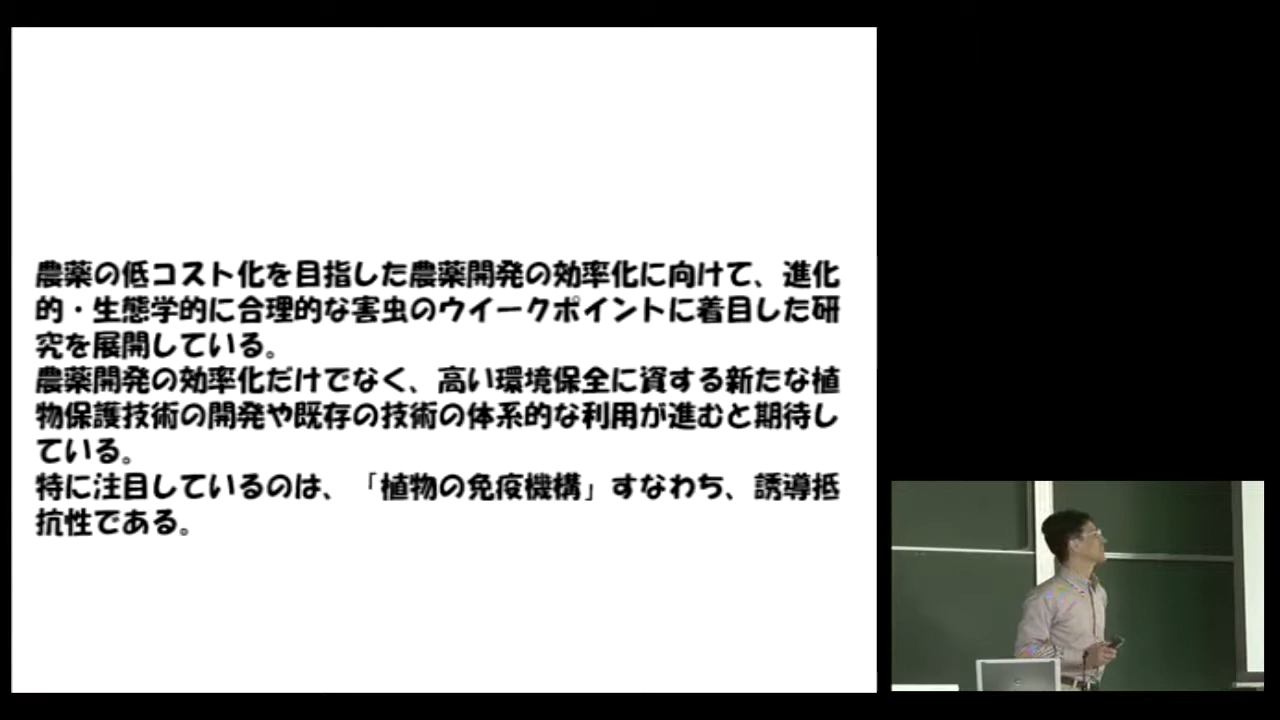 農薬の低コスト化を目指した農薬開発の効率化に向けて、進化
的・生態学的に合理的な害虫のウイークポイントに着目した研
究を展開している。
農薬開発の効率化だけでなく、高い環境保全に資する新たな植
物保護技術の開発や既存の技術の体系的な利用が進むと期待し
ている。
特に注目しているのは、「植物の免疫機構」すなわち、誘導抵
抗性である。